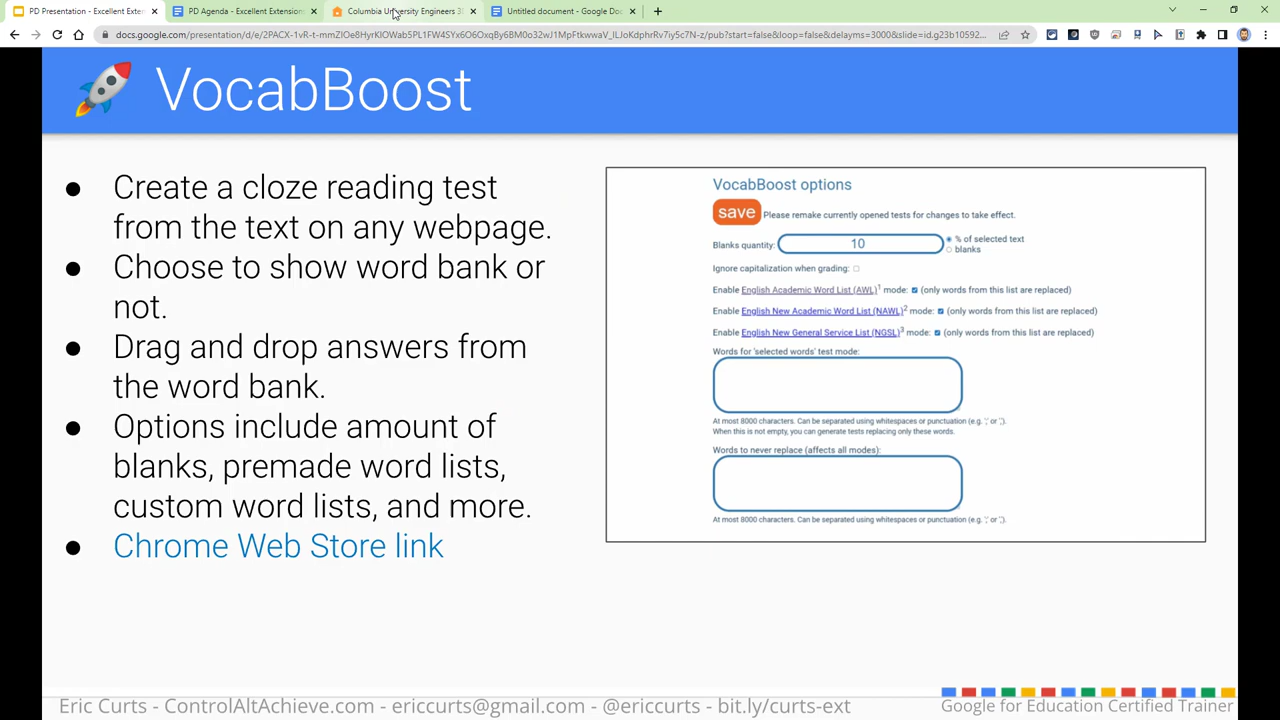 PD Presentation - Excellent Exten
PD Agenda - Excellent Extension
Columbia University Engineers 3D
Untitled document - Google Doc
docs.google.com/presentation/d/e/2PACX-1vR-t-mmZIOe8HyrKlOWab5PL1FW4SYx6O6OxqBy6BM0o32wJ1MpFtkwwaV_ILJoKdphrRv7iy5c7N-z/pub?start=false&loop=false&delayms=3000&slide=id.g23b10592...
VocabBoost
● Create a cloze reading test
from the text on any webpage.
● Choose to show word bank or
not.
● Drag and drop answers from
the word bank.
● Options include amount of
blanks, premade word lists,
custom word lists, and more.
● Chrome Web Store link
VocabBoost options
save Please remake currently opened tests for changes to take effect.
Blanks quantity: 10 % of selected text
blanks
Ignore capitalization when grading:
Enable English Academic Word List (AWL)1 mode: (only words from this list are replaced)
Enable English New Academic Word List (NAWL)2 mode: (only words from this list are replaced)
Enable English New General Service List (NGSL)3 mode: (only words from this list are replaced)
Words for 'selected words' test mode:
At most 8000 characters. Can be separated using whitespaces or punctuation (e.g. ';' or ',').
When this is not empty, you can generate tests replacing only these words.
Words to never replace (affects all modes):
At most 8000 characters. Can be separated using whitespaces or punctuation (e.g. ';' or ',').
Eric Curts - ControlAltAchieve.com - ericcurts@gmail.com - @ericcurts - bit.ly/curts-ext
Google for Education Certified Trainer